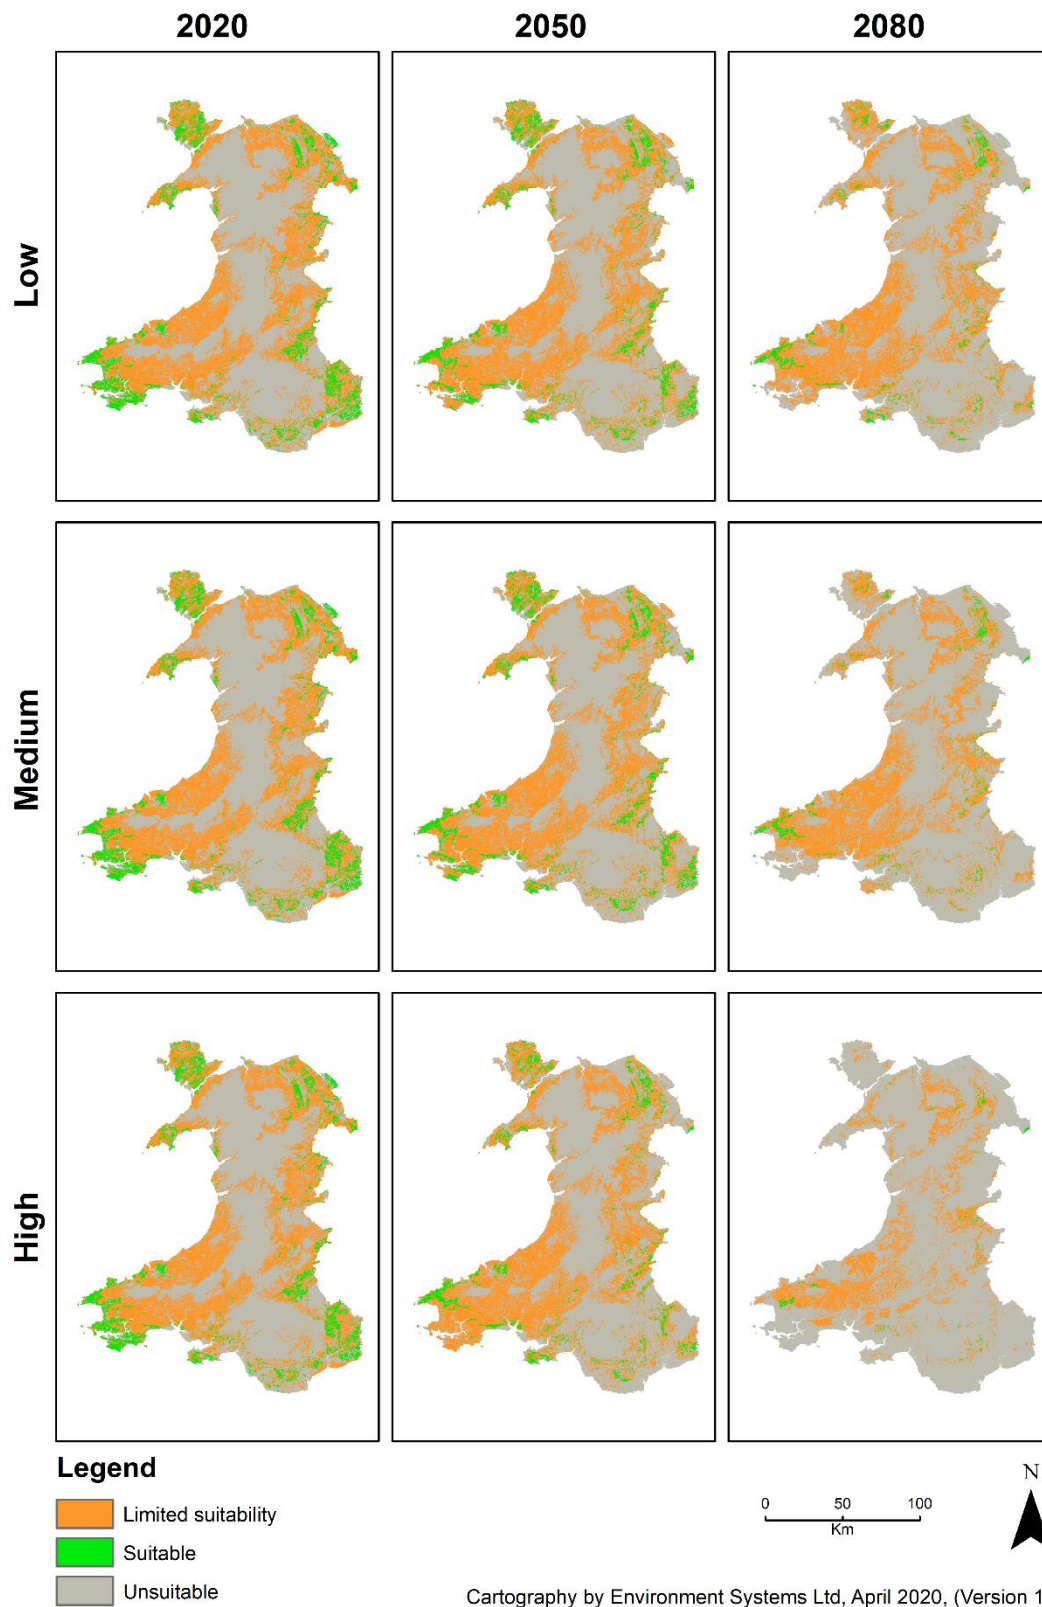 2020 2050 2080
Low
Medium
High
Legend
Limited suitability
Suitable
Unsuitable
N
0 50 100
Km
Cartography by Environment Systems Ltd, April 2020, (Version 1